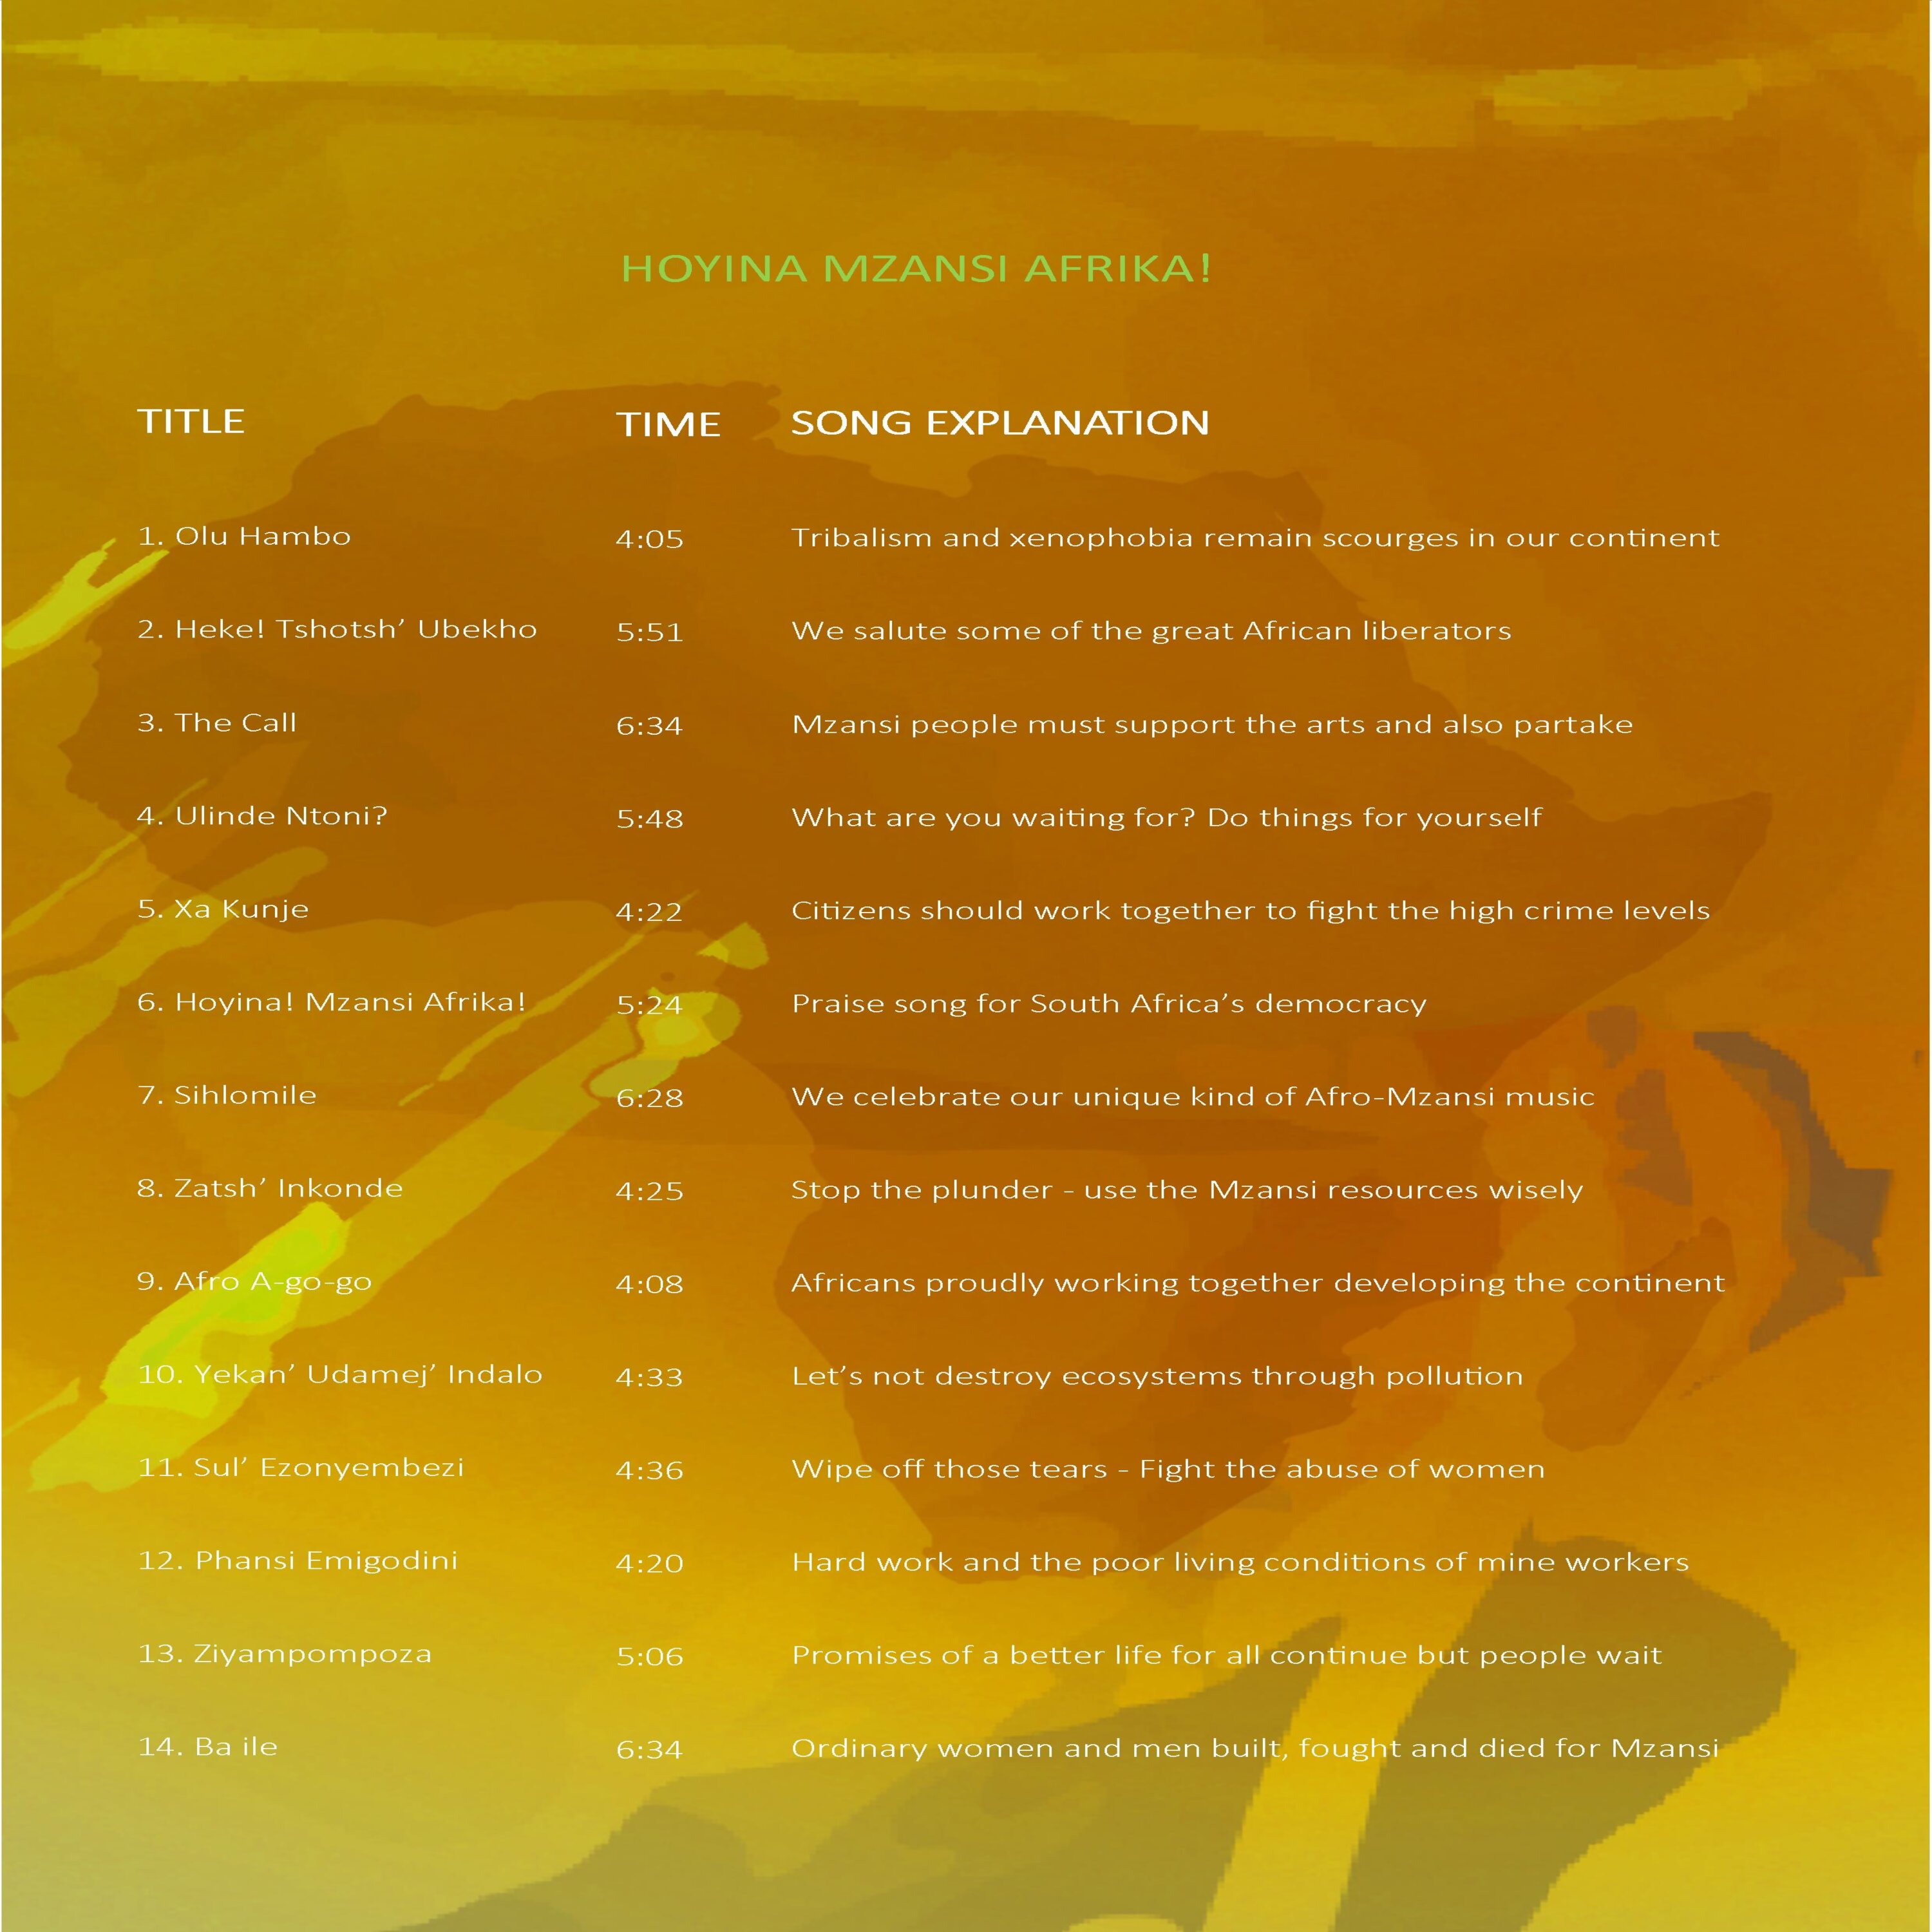 HOYINA MZANSI AFRIKA!
TITLE TIME SONG EXPLANATION
1. Olu Hambo 4:05 Tribalism and xenophobia remain scourges in our continent
2. Heke! Tshotsh’ Ubekho 5:51 We salute some of the great African liberators
3. The Call 6:34 Mzansi people must support the arts and also partake
4. Ulinde Ntoni? 5:48 What are you waiting for? Do things for yourself
5. Xa Kunje 4:22 Citizens should work together to fight the high crime levels
6. Hoyina! Mzansi Afrika! 5:24 Praise song for South Africa’s democracy
7. Sihlomile 6:28 We celebrate our unique kind of Afro-Mzansi music
8. Zatsh’ Inkonde 4:25 Stop the plunder - use the Mzansi resources wisely
9. Afro A-go-go 4:08 Africans proudly working together developing the continent
10. Yekan’ Udamej’ Indalo 4:33 Let’s not destroy ecosystems through pollution
11. Sul’ Ezonyembezi 4:36 Wipe off those tears - Fight the abuse of women
12. Phansi Emigodini 4:20 Hard work and the poor living conditions of mine workers
13. Ziyampompoza 5:06 Promises of a better life for all continue but people wait
14. Ba ile 6:34 Ordinary women and men built, fought and died for Mzansi